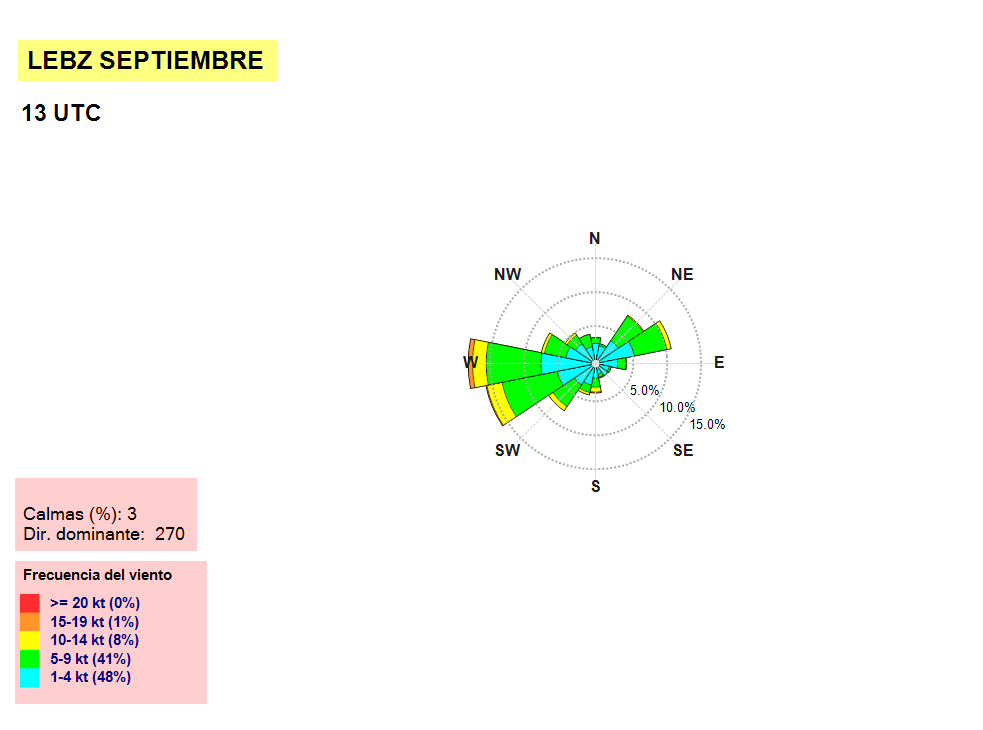 LEBZ SEPTIEMBRE
13 UTC
N
NW
NE
W
E
5.0%
10.0%
15.0%
SW
SE
S
Calmas (%): 3
Dir. dominante:  270
Frecuencia del viento
>= 20 kt (0%)
15-19 kt (1%)
10-14 kt (8%)
5-9 kt (41%)
1-4 kt (48%)